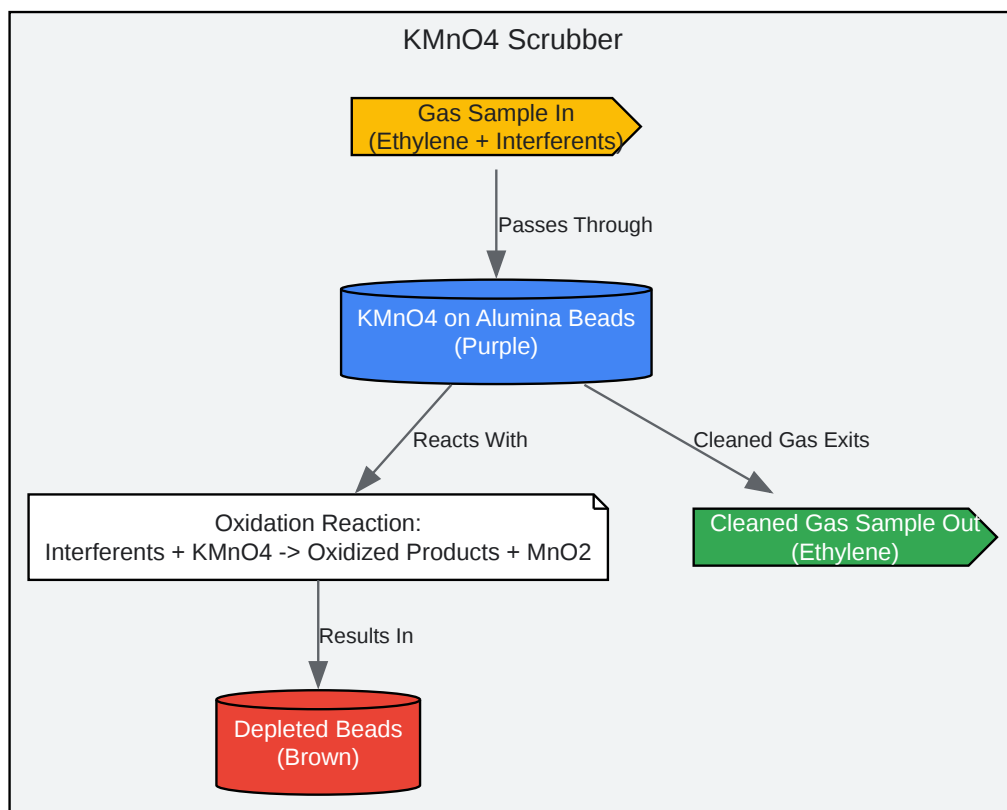 KMnO4 Scrubber
Gas Sample In
(Ethylene + Interferents)
Passes Through
KMnO4 on Alumina Beads
(Purple)
Reacts With
Cleaned Gas Exits
Oxidation Reaction:
Interferents + KMnO4 -> Oxidized Products + MnO2
Cleaned Gas Sample Out
(Ethylene)
Results In
Depleted Beads
(Brown)